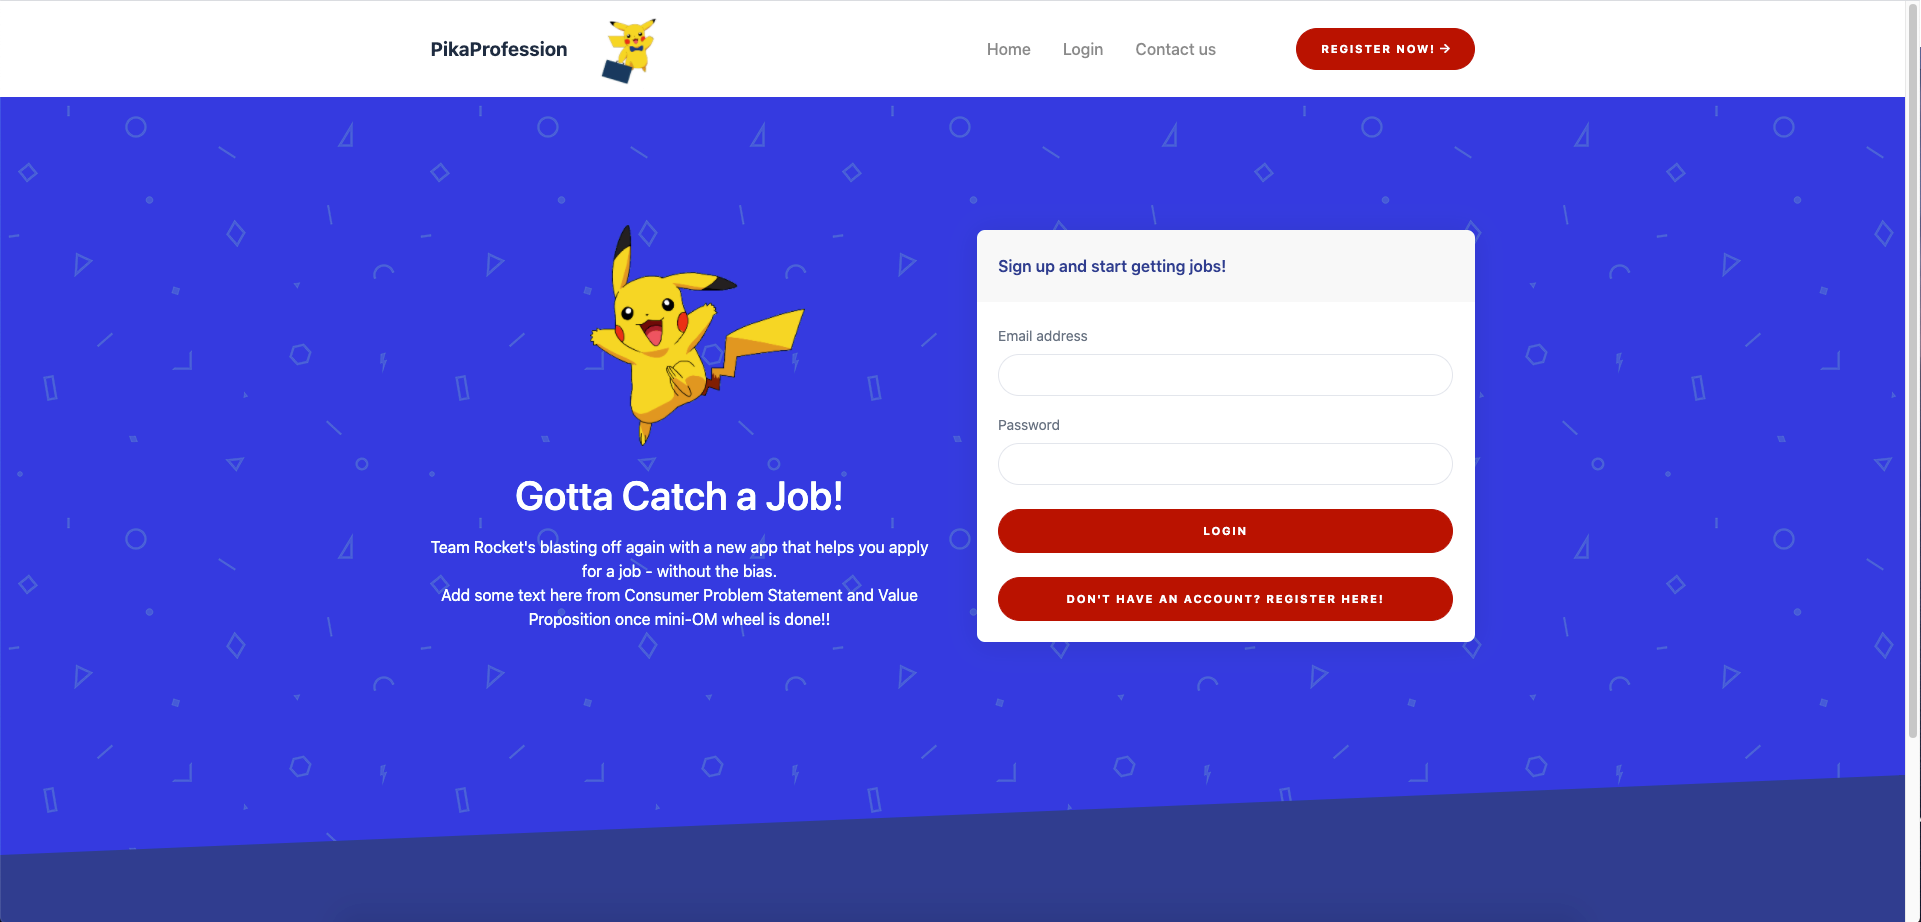 PikaProfession
Home
Login
Contact us
REGISTER NOW! →
Gotta Catch a Job!
Team Rocket's blasting off again with a new app that helps you apply
for a job - without the bias.
Add some text here from Consumer Problem Statement and Value
Proposition once mini-OM wheel is done!!
Sign up and start getting jobs!
Email address
Password
LOGIN
DON'T HAVE AN ACCOUNT? REGISTER HERE!